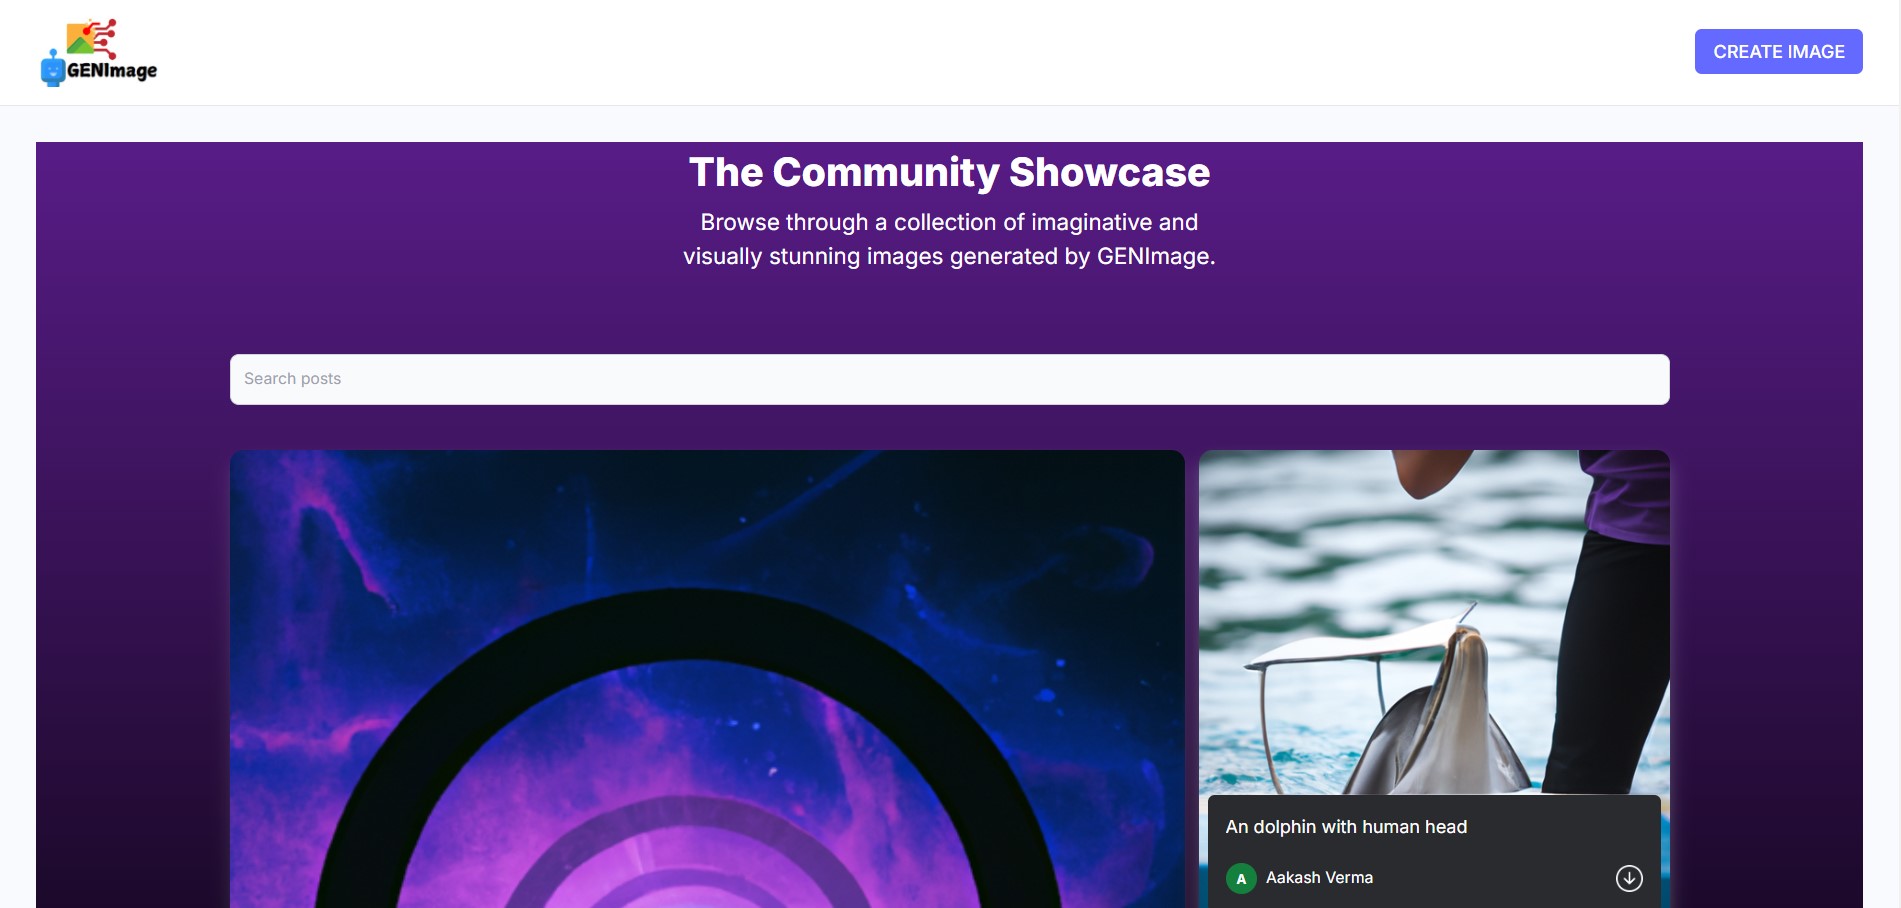 GENImage
CREATE IMAGE
The Community Showcase
Browse through a collection of imaginative and
visually stunning images generated by GENImage.
Search posts
An dolphin with human head
A
Aakash Verma